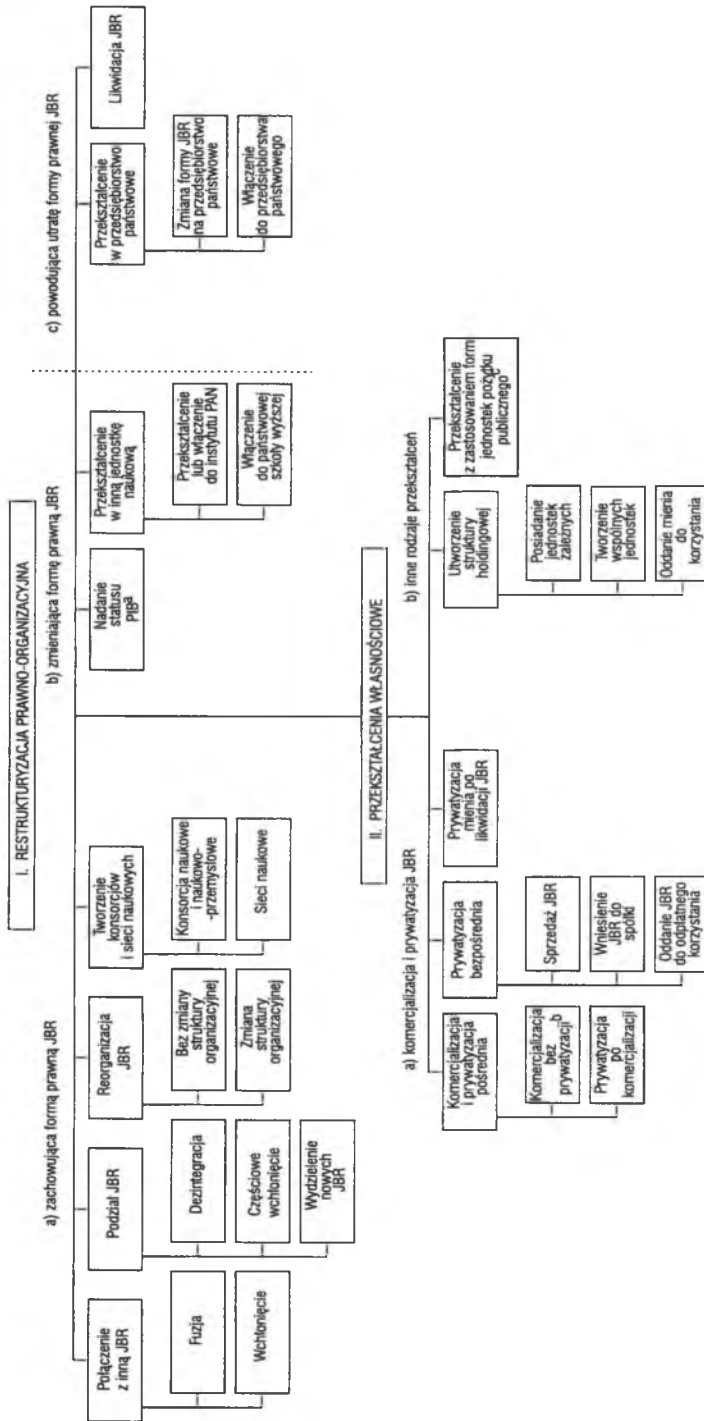 I. RESTRUKTURYZACJA PRAWNO-ORGANIZACYJNA
a) zachowująca formą prawną JBR
b) zmieniająca formę prawną JBR
c) powodująca utratę formy prawnej JBR
Połączenie
z inną JBR
Fuzja
Wchłonięcie
Podział JBR
Dezintegracja
Częściowe
wchłonięcie
Wydzielenie
nowych
JBR
Reorganizacja
JBR
Bez zmiany
struktury
organizacyjnej
Zmiana
struktury
organizacyjnej
Tworzenie
konsorcjów
i sieci naukowych
Konsorcja naukowe
i naukowo-
-przemysłowe
Sieci naukowe
Nadanie
statusu
PIBa
Przekształcenie
w inną jednostkę
naukową
Przekształcenie
lub włączenie
do instytutu PAN
Włączenie
do państwowej
szkoły wyższej
Przekształcenie
w przedsiębiorstwo
państwowe
Zmiana formy JBR
na przedsiębiorstwo
państwowe
Włączenie
do przedsiębiorstwa
państwowego
Likwidacja JBR
II. PRZEKSZTAŁCENIA WŁASNOŚCIOWE
a) komercjalizacja i prywatyzacja JBR
b) inne rodzaje przekształceń
Komercjalizacja
i prywatyzacja
pośrednia
Komercjalizacja
bez
prywatyzacjib
Prywatyzacja
po
komercjalizacji
Prywatyzacja
bezpośrednia
Sprzedaż JBR
Wniesienie
JBR do
spółki
Oddanie JBR
do odpłatnego
korzystania
Prywatyzacja
mienia po
likwidacji JBR
Utworzenie
struktury
holdingowej
Posiadanie
jednostek
zależnych
Tworzenie
wspólnych
jednostek
Oddanie mienia
do
korzystania
Przekształcenie
z zastosowaniem form
jednostek pożytku
publicznegoc